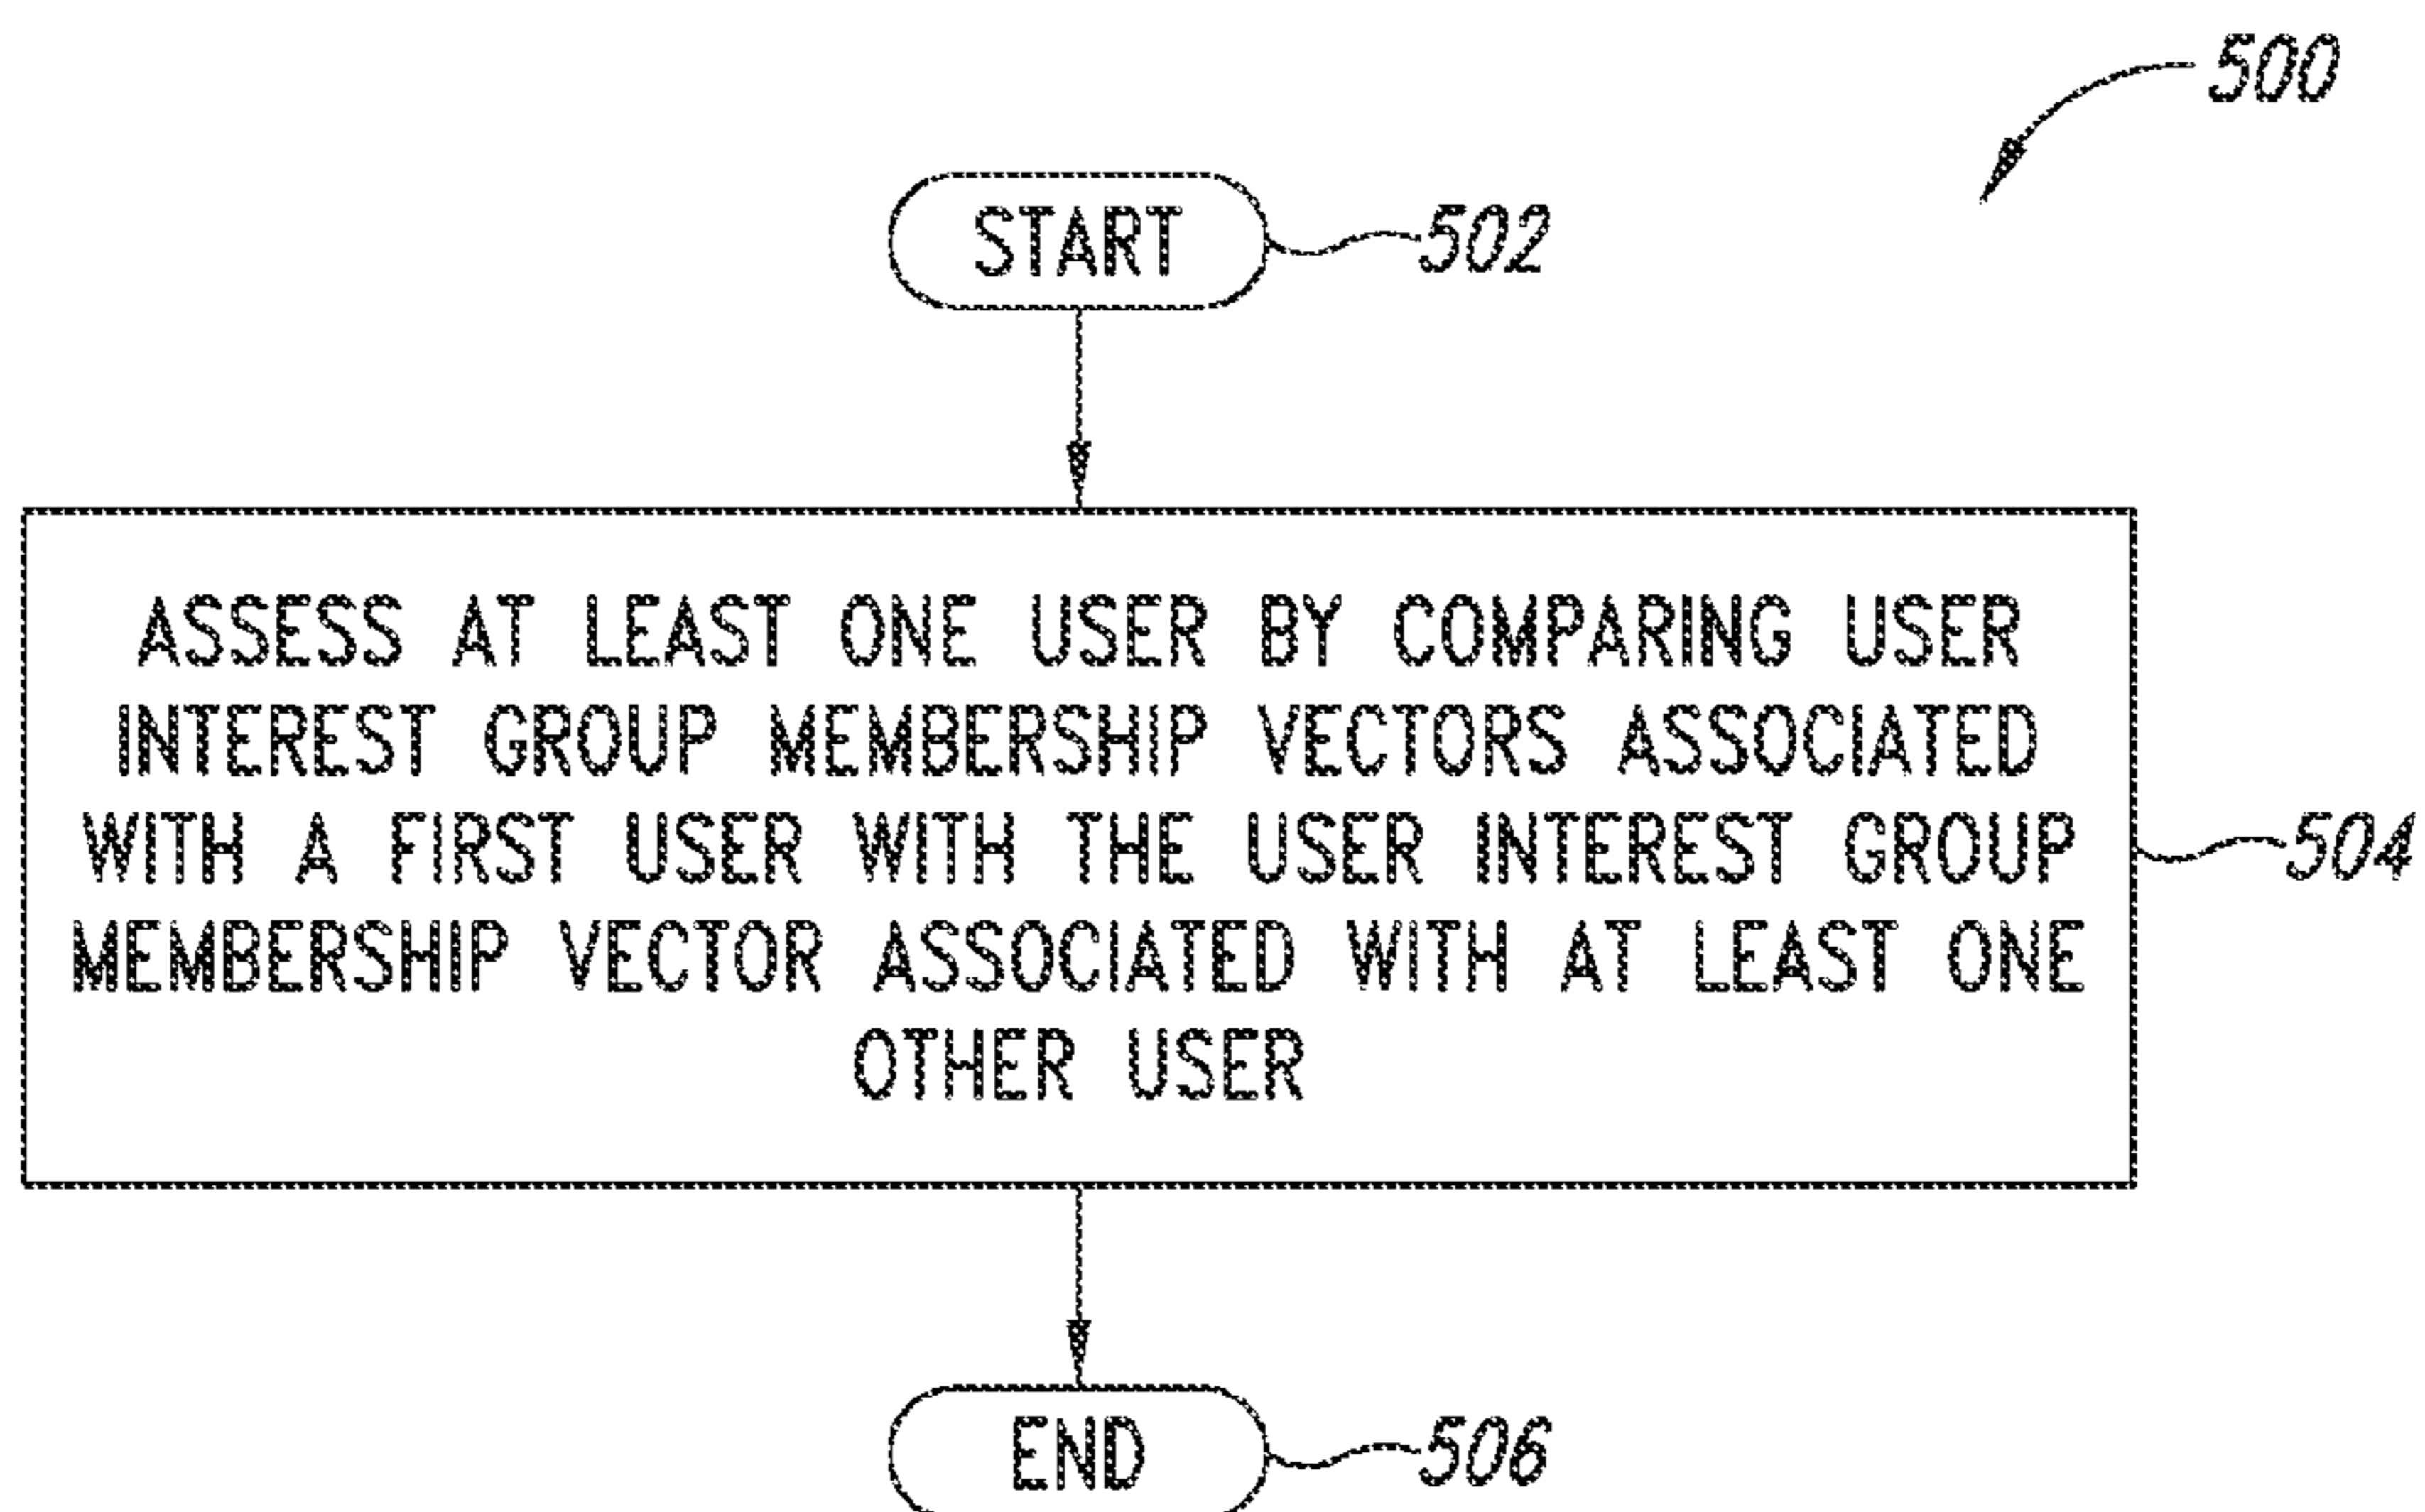 500
START
502
ASSESS AT LEAST ONE USER BY COMPARING USER
INTEREST GROUP MEMBERSHIP VECTORS ASSOCIATED
WITH A FIRST USER WITH THE USER INTEREST GROUP
MEMBERSHIP VECTOR ASSOCIATED WITH AT LEAST ONE
OTHER USER
504
END
506